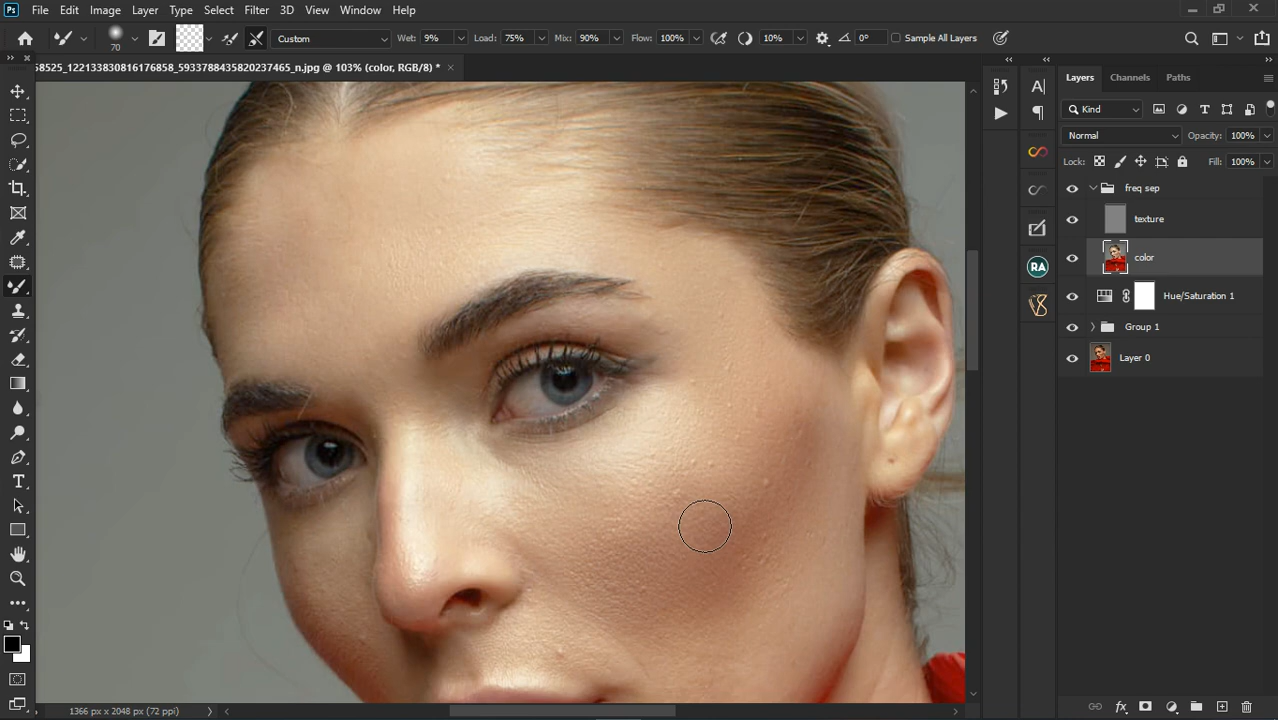 Ps File Edit Image Layer Type Select Filter 3D View Window Help
70 Custom Wet: 9% Load: 75% Mix: 90% Flow: 100% 10% 0° Sample All Layers
58525_122133830816176858_5933788435820237465_n.jpg @ 103% (color, RGB/8) *
Layers Channels Paths
Kind
Normal Opacity: 100%
Lock: Fill: 100%
freq sep
texture
color
Hue/Saturation 1
Group 1
Layer 0
RA
1366 px x 2048 px (72 ppi)